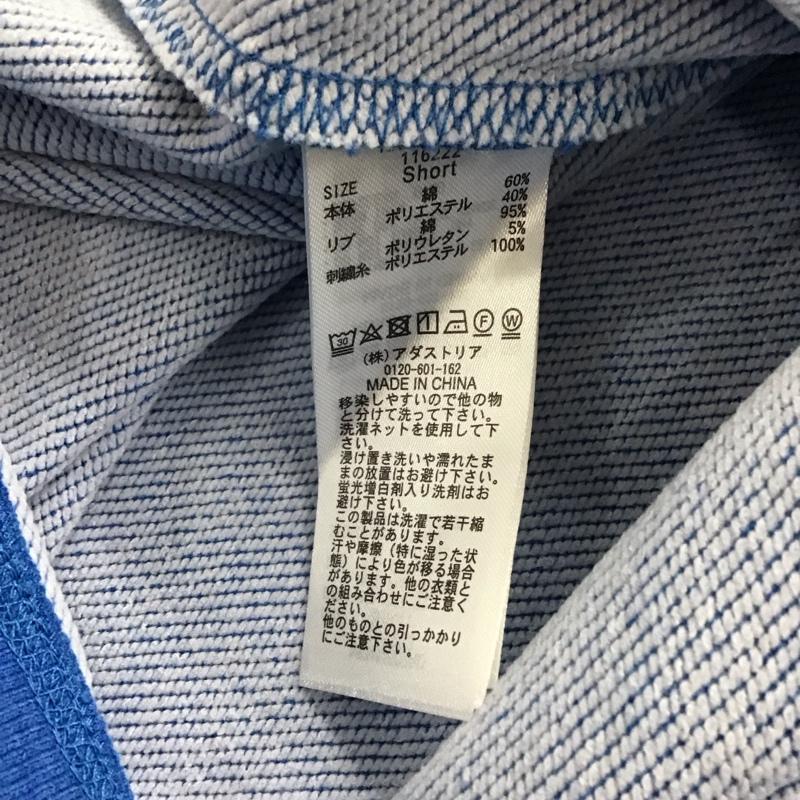 116222
SIZE Short
本体 綿 60%
ポリエステル 40%
リブ 綿 95%
ポリウレタン 5%
刺繍糸 ポリエステル 100%
30 F W
(株)アダストリア
0120-601-162
MADE IN CHINA
移染しやすいので他の物
と分けて洗って下さい。
洗濯ネットを使用して下
さい。
浸け置き洗いや濡れたま
まの放置はお避け下さい。
蛍光増白剤入り洗剤はお
避け下さい。
この製品は洗濯で若干縮
むことがあります。
汗や摩擦(特に湿った状
態)により色が移る場合
があります。他の衣類と
の組み合わせにご注意く
ださい。
他のものとの引っかかり
にご注意下さい。